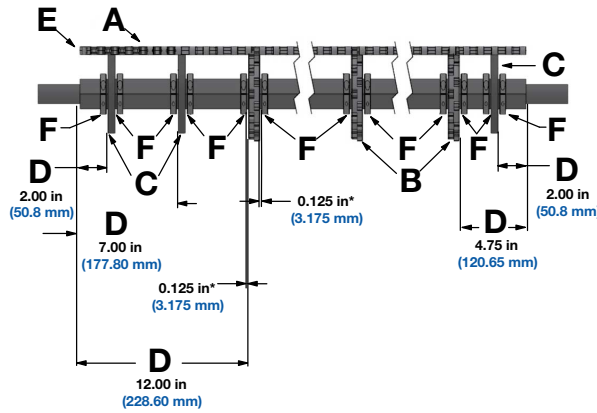 E
A
C
F
F
F
F
F
F
F
D
C
B
D
2.00 in
(50.8 mm)
0.125 in*
(3.175 mm)
2.00 in
(50.8 mm)
D
7.00 in
(177.80 mm)
D
4.75 in
(120.65 mm)
0.125 in*
(3.175 mm)
D
12.00 in
(228.60 mm)